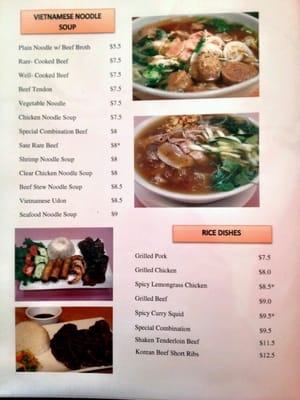 VIETNAMESE NOODLE
SOUP
Plain Noodle w/ Beef Broth $5.5
Rare- Cooked Beef $7.5
Well- Cooked Beef $7.5
Beef Tendon $7.5
Vegetable Noodle $7.5
Chicken Noodle Soup $7.5
Special Combination Beef $8
Sate Rare Beef $8*
Shrimp Noodle Soup $8
Clear Chicken Noodle Soup $8
Beef Stew Noodle Soup $8.5
Vietnamese Udon $8.5
Seafood Noodle Soup $9
RICE DISHES
Grilled Pork $7.5
Grilled Chicken $8.0
Spicy Lemongrass Chicken $8.5*
Grilled Beef $9.0
Spicy Curry Squid $9.5*
Special Combination $9.5
Shaken Tenderloin Beef $11.5
Korean Beef Short Ribs $12.5